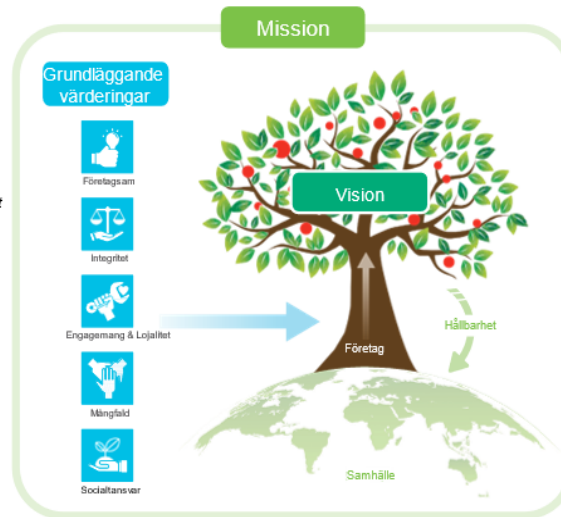 Mission
Grundläggande
värderingar
Företagsam
Vision
Integritet
Engagemang & Lojalitet
Hållbarhet
Företag
Mångfald
Samhälle
Socialtansvar